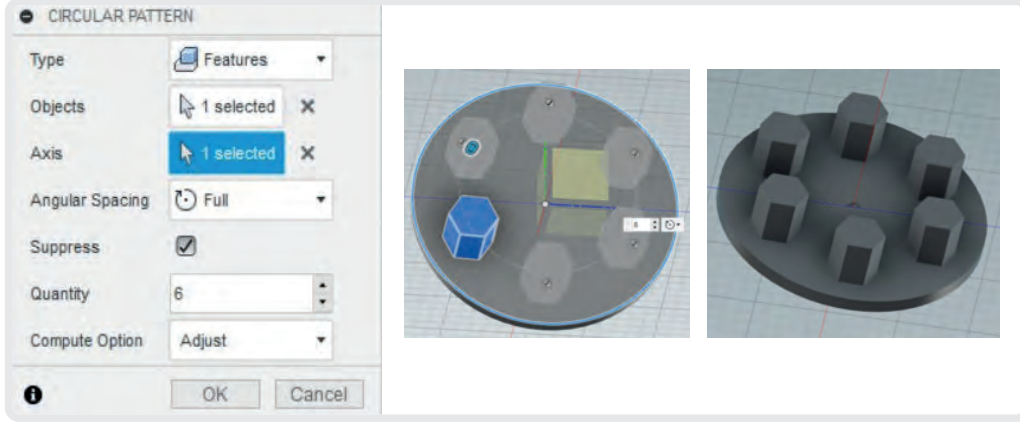 CIRCULAR PATTERN
Type Features
Objects 1 selected
Axis 1 selected
Angular Spacing Full
Suppress
Quantity 6
Compute Option Adjust
OK Cancel
6